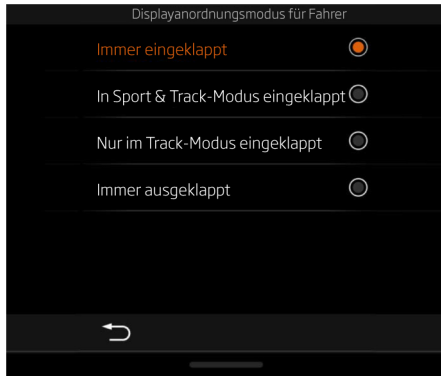 Displayanordnungsmodus für Fahrer
Immer eingeklappt
In Sport & Track-Modus eingeklappt
Nur im Track-Modus eingeklappt
Immer ausgeklappt